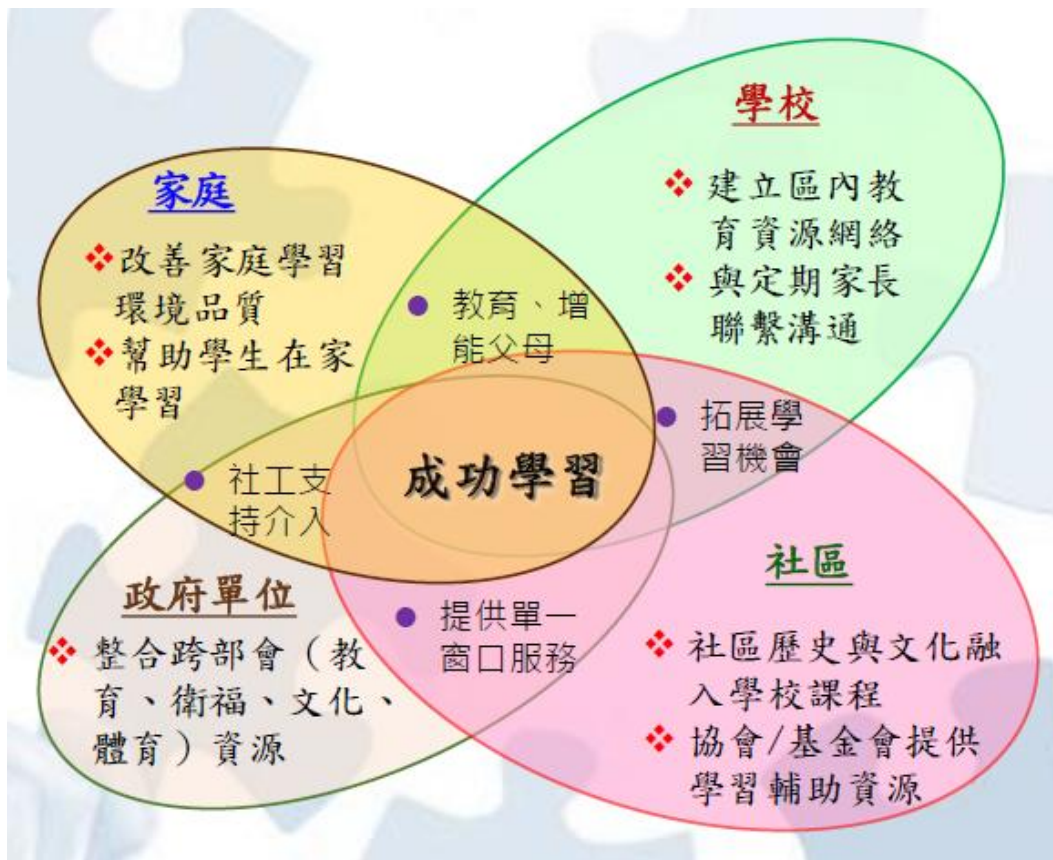 學校
建立區內教
育資源網絡
與定期家長
聯繫溝通
家庭
改善家庭學習
環境品質
幫助學生在家
學習
教育、增
能父母
拓展學
習機會
成功學習
社工支
持介入
政府單位
整合跨部會（教
育、衛福、文化、
體育）資源
提供單一
窗口服務
社區
社區歷史與文化融
入學校課程
協會/基金會提供
學習輔助資源